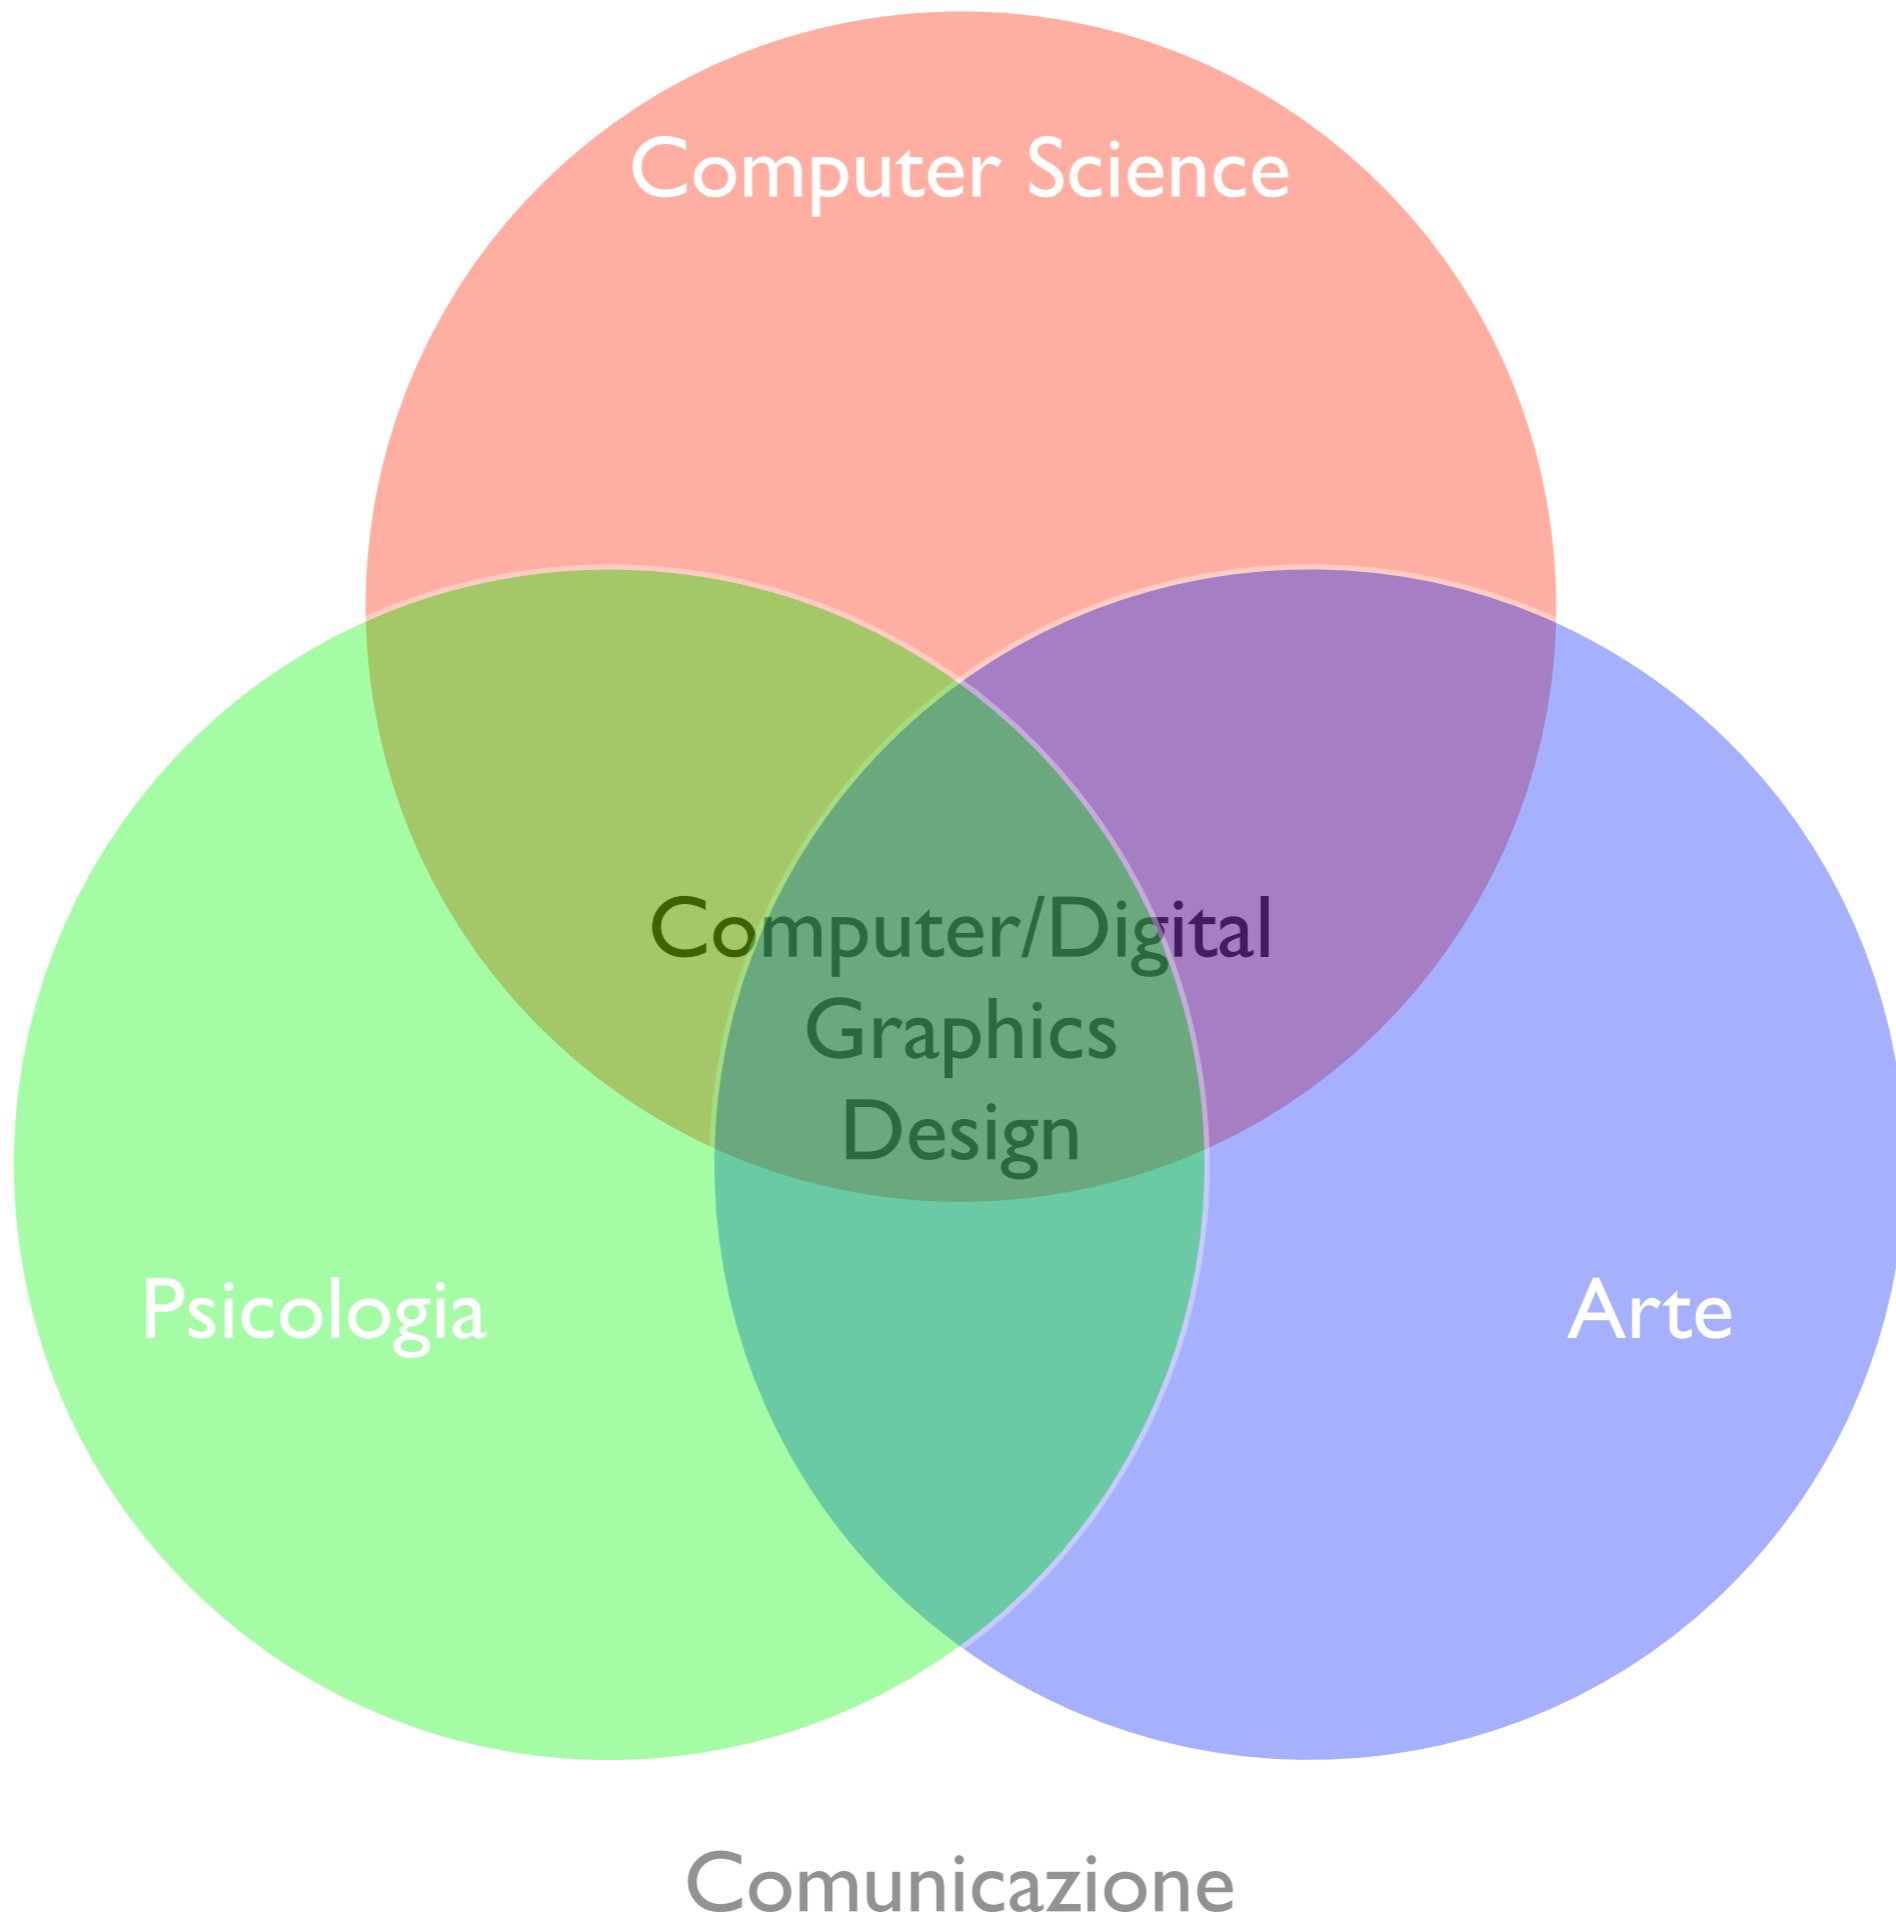 Computer Science
Computer/Digital
Graphics
Design
Psicologia
Arte
Comunicazione